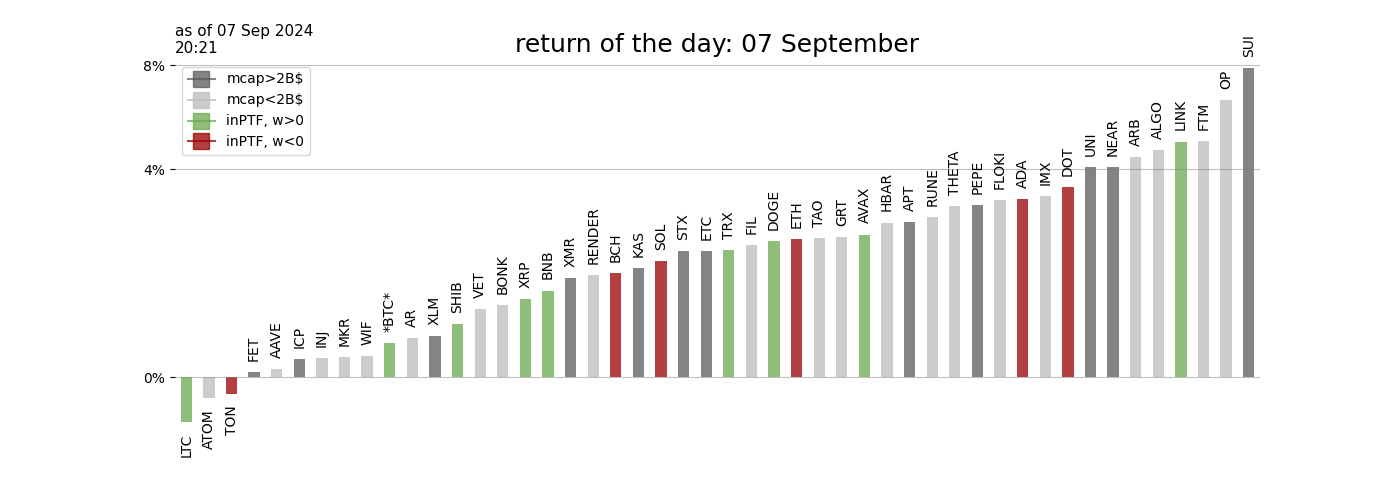 as of 07 Sep 2024
20:21
return of the day: 07 September
8%
4%
0%
mcap>2B$
mcap<2B$
inPTF, w>0
inPTF, w<0
LTC
ATOM
TON
FET
AAVE
ICP
INJ
MKR
WIF
*BTC*
AR
XLM
SHIB
VET
BONK
XRP
BNB
XMR
RENDER
BCH
KAS
SOL
STX
ETC
TRX
FIL
DOGE
ETH
TAO
GRT
AVAX
HBAR
APT
RUNE
THETA
PEPE
FLOKI
ADA
IMX
DOT
UNI
NEAR
ARB
ALGO
LINK
FTM
OP
SUI